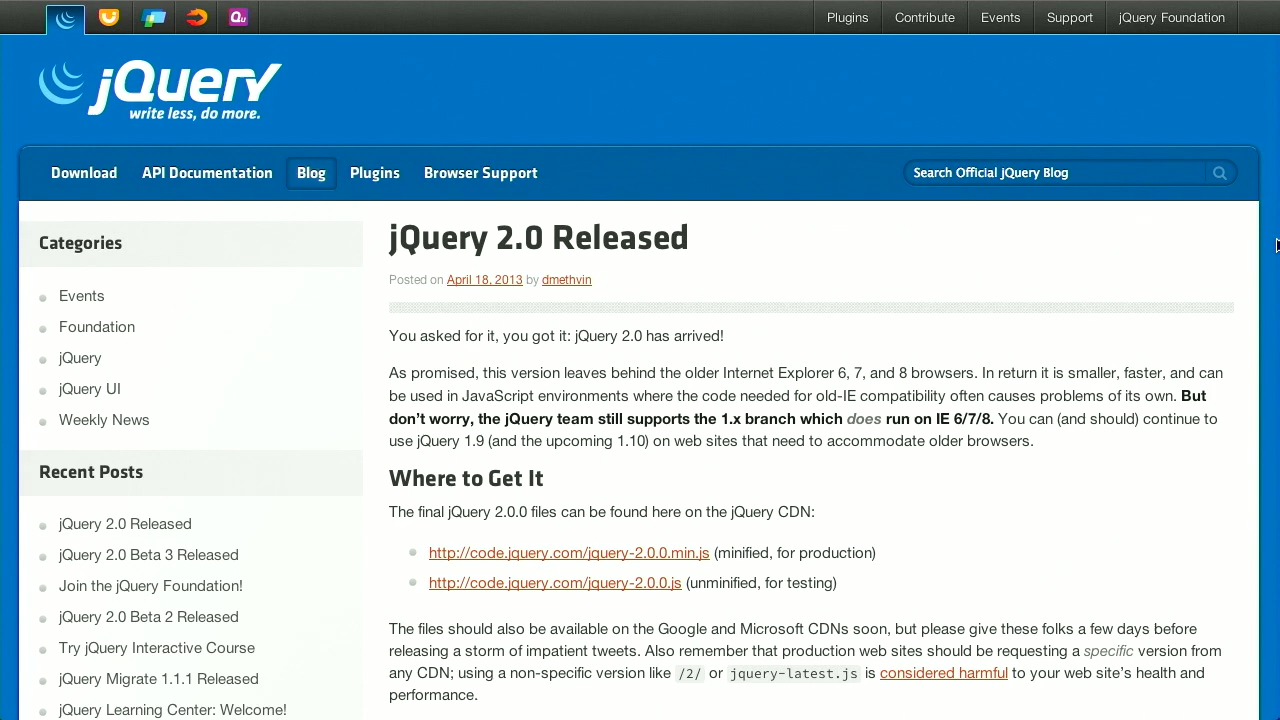 Qu
Plugins
Contribute
Events
Support
jQuery Foundation
jQuery
write less, do more.
Download
API Documentation
Blog
Plugins
Browser Support
Search Official jQuery Blog
Categories
Events
Foundation
jQuery
jQuery UI
Weekly News
Recent Posts
jQuery 2.0 Released
jQuery 2.0 Beta 3 Released
Join the jQuery Foundation!
jQuery 2.0 Beta 2 Released
Try jQuery Interactive Course
jQuery Migrate 1.1.1 Released
jQuery Learning Center: Welcome!
jQuery 2.0 Released
Posted on April 18, 2013 by dmethvin
You asked for it, you got it: jQuery 2.0 has arrived!
As promised, this version leaves behind the older Internet Explorer 6, 7, and 8 browsers. In return it is smaller, faster, and can
be used in JavaScript environments where the code needed for old-IE compatibility often causes problems of its own. But
don’t worry, the jQuery team still supports the 1.x branch which does run on IE 6/7/8. You can (and should) continue to
use jQuery 1.9 (and the upcoming 1.10) on web sites that need to accommodate older browsers.
Where to Get It
The final jQuery 2.0.0 files can be found here on the jQuery CDN:
http://code.jquery.com/jquery-2.0.0.min.js (minified, for production)
http://code.jquery.com/jquery-2.0.0.js (unminified, for testing)
The files should also be available on the Google and Microsoft CDNs soon, but please give these folks a few days before
releasing a storm of impatient tweets. Also remember that production web sites should be requesting a specific version from
any CDN; using a non-specific version like /2/ or jquery-latest.js is considered harmful to your web site’s health and
performance.